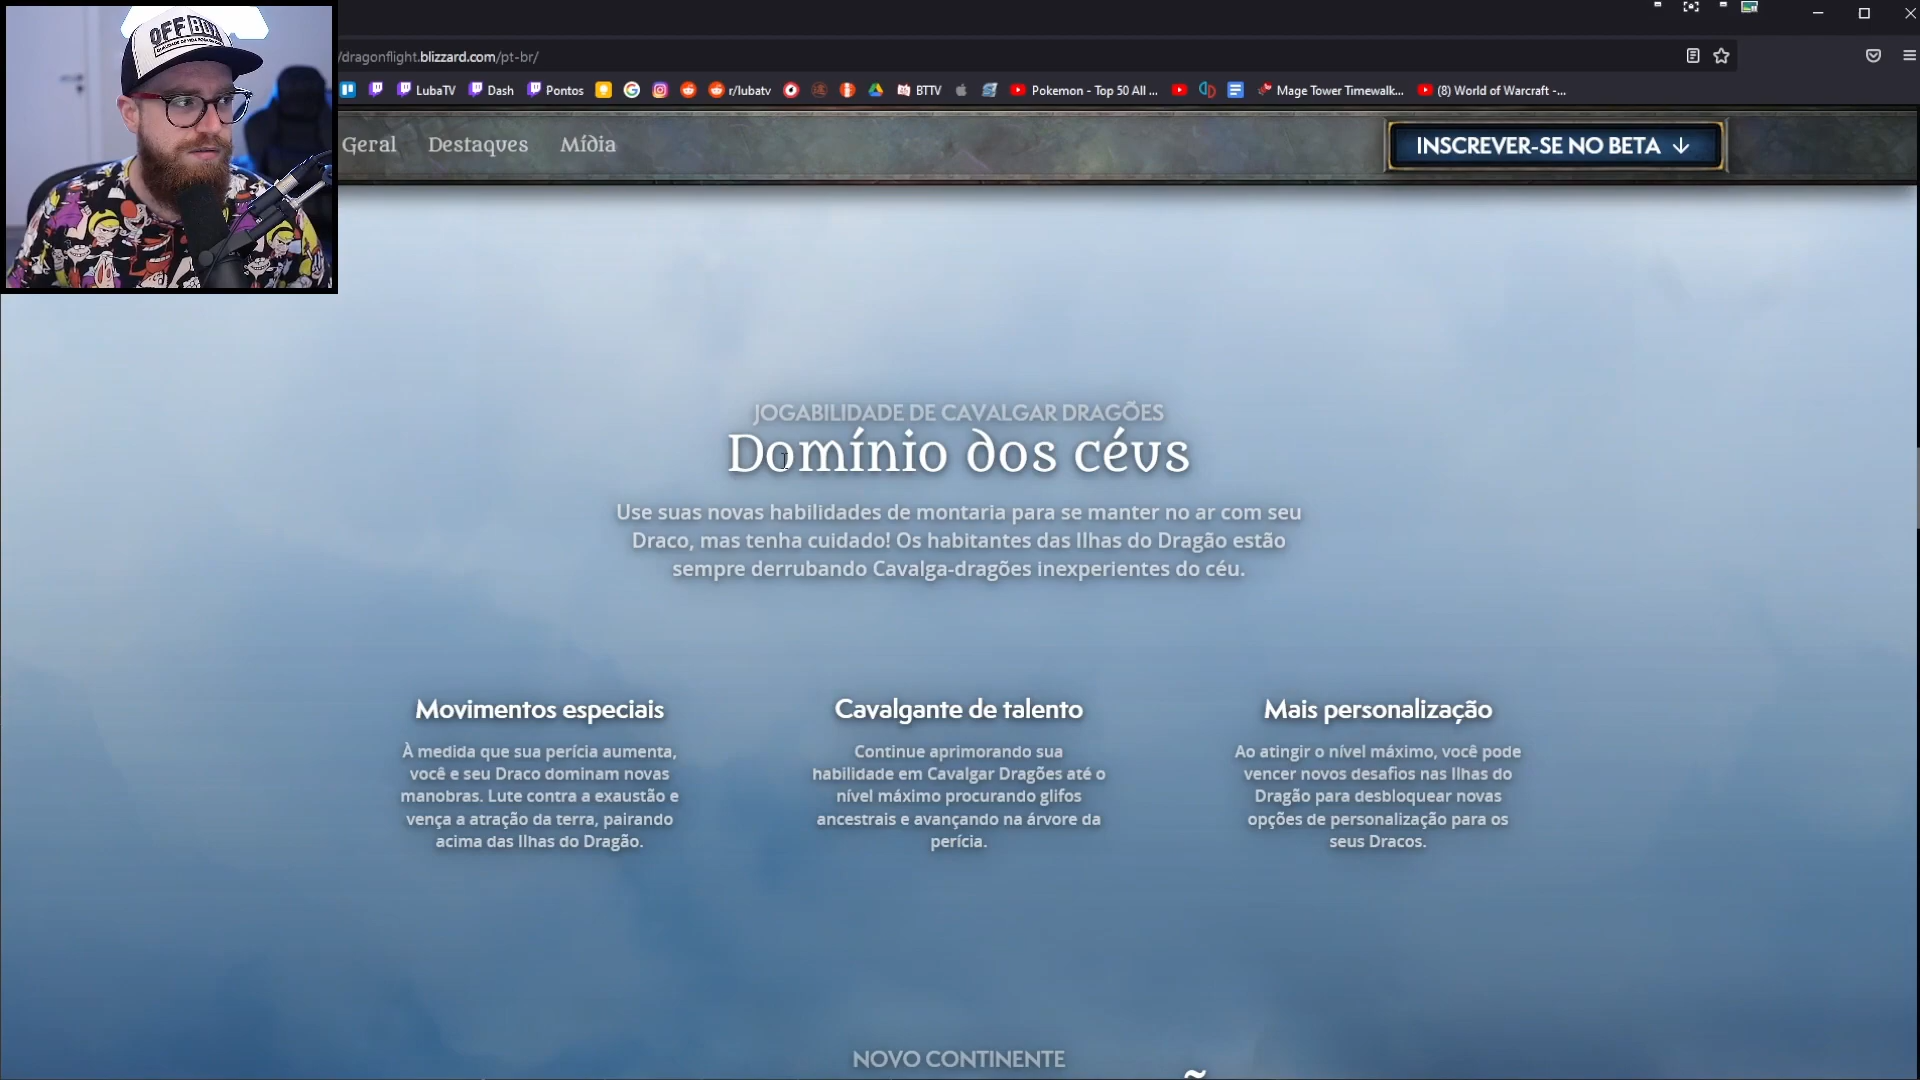 OFF BOX
/dragonflight.blizzard.com/pt-br/
LubaTV
Dash
Pontos
r/lubatv
BTTV
Pokemon - Top 50 All ...
Mage Tower Timewalk...
(8) World of Warcraft -...
Geral
Destaques
Mídia
INSCREVER-SE NO BETA
JOGABILIDADE DE CAVALGAR DRAGÕES
Domínio dos céus
Use suas novas habilidades de montaria para se manter no ar com seu
Draco, mas tenha cuidado! Os habitantes das Ilhas do Dragão estão
sempre derrubando Cavalga-dragões inexperientes do céu.
Movimentos especiais
À medida que sua perícia aumenta,
você e seu Draco dominam novas
manobras. Lute contra a exaustão e
vença a atração da terra, pairando
acima das Ilhas do Dragão.
Cavalgante de talento
Continue aprimorando sua
habilidade em Cavalgar Dragões até o
nível máximo procurando glifos
ancestrais e avançando na árvore da
perícia.
Mais personalização
Ao atingir o nível máximo, você pode
vencer novos desafios nas Ilhas do
Dragão para desbloquear novas
opções de personalização para os
seus Dracos.
NOVO CONTINENTE